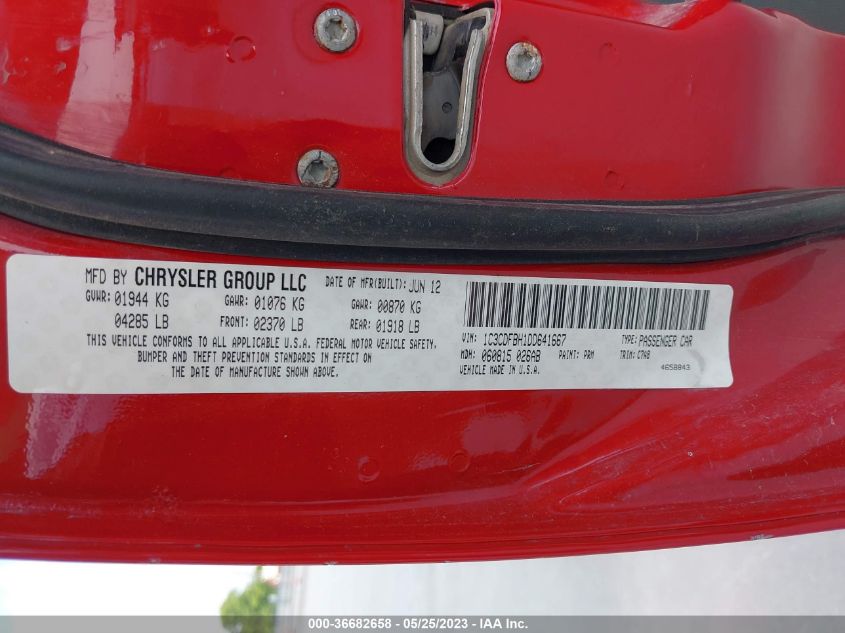 MFD BY CHRYSLER GROUP LLC DATE OF MFR(BUILT): JUN 12
GVWR: 01944 KG GAWR: 01076 KG GAWR: 00870 KG
04285 LB FRONT: 02370 LB REAR: 01918 LB
THIS VEHICLE CONFORMS TO ALL APPLICABLE U.S.A. FEDERAL MOTOR VEHICLE SAFETY,
BUMPER AND THEFT PREVENTION STANDARDS IN EFFECT ON
THE DATE OF MANUFACTURE SHOWN ABOVE.
VIN: 1C3CDFBH1DD641667 TYPE: PASSENGER CAR
MDH: 060815 026AB PAINT: PRM TRIM: C7A8
VEHICLE MADE IN U.S.A. 4658843
000-36682658 - 05/25/2023 - IAA Inc.